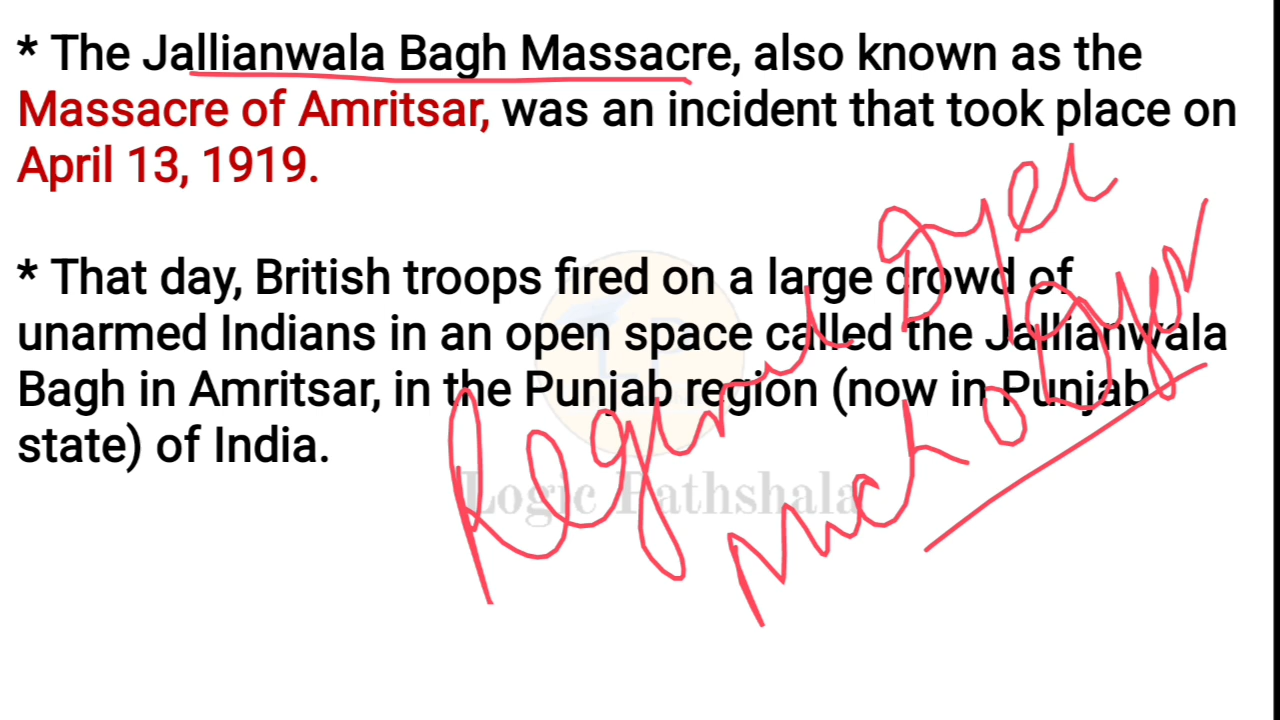 * The Jallianwala Bagh Massacre, also known as the
Massacre of Amritsar, was an incident that took place on
April 13, 1919.
* That day, British troops fired on a large crowd of
unarmed Indians in an open space called the Jallianwala
Bagh in Amritsar, in the Punjab region (now in Punjab
state) of India.
Logic Pathshala
Dyer
O Dyer